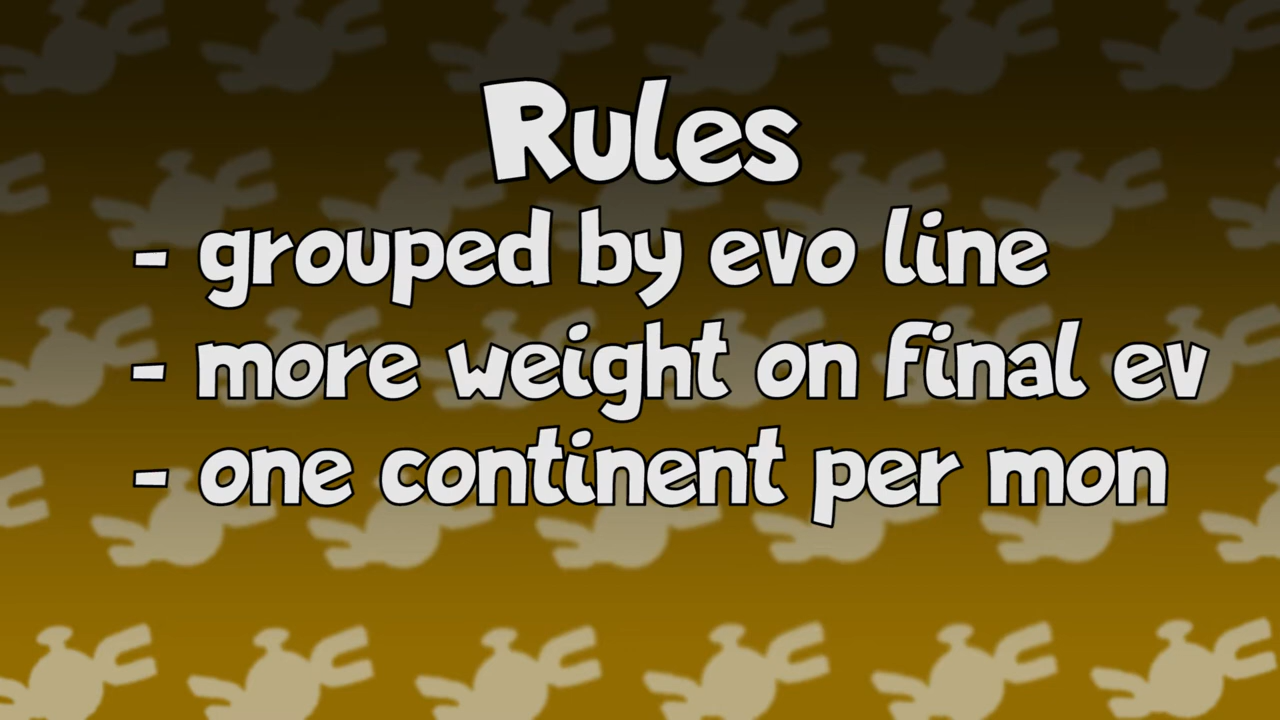 Rules
- grouped by evo line
- more weight on final ev
- one continent per mon